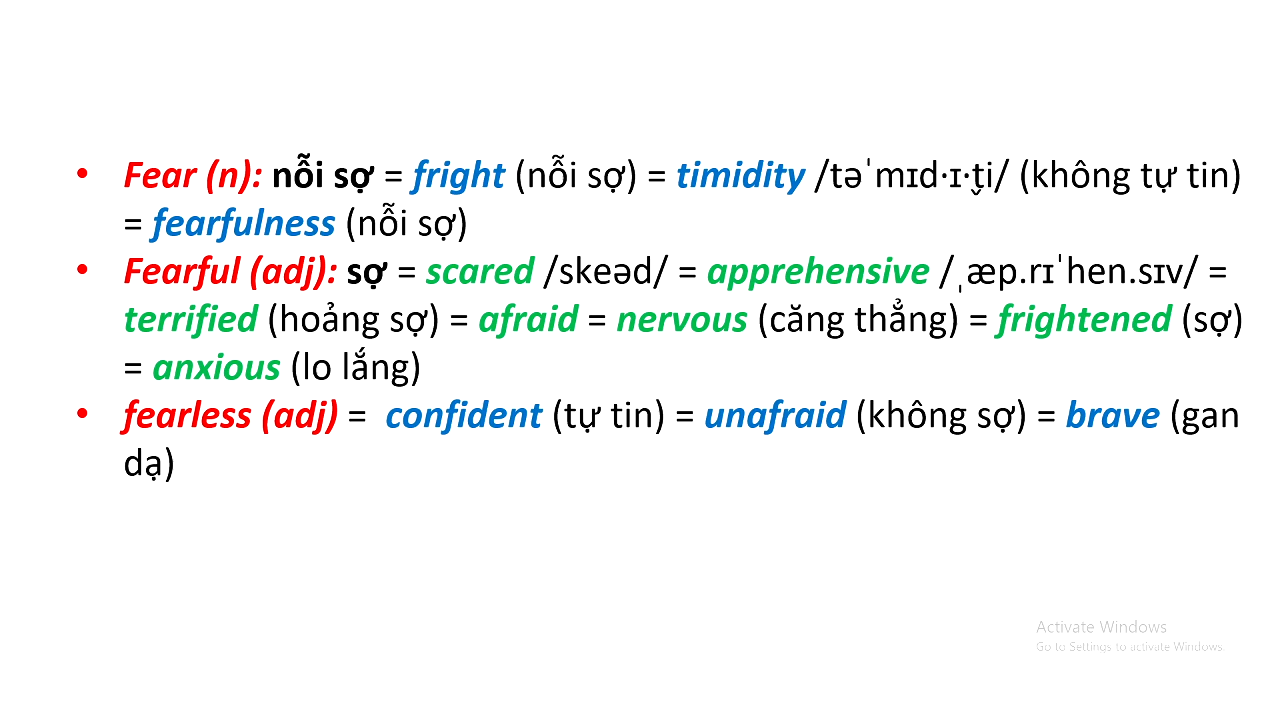 • Fear (n): nỗi sợ = fright (nỗi sợ) = timidity /təˈmɪd·ɪ·t̬i/ (không tự tin)
= fearfulness (nỗi sợ)
• Fearful (adj): sợ = scared /skeəd/ = apprehensive /ˌæp.rɪˈhen.sɪv/ =
terrified (hoảng sợ) = afraid = nervous (căng thẳng) = frightened (sợ)
= anxious (lo lắng)
• fearless (adj) = confident (tự tin) = unafraid (không sợ) = brave (gan
dạ)
Activate Windows
Go to Settings to activate Windows.